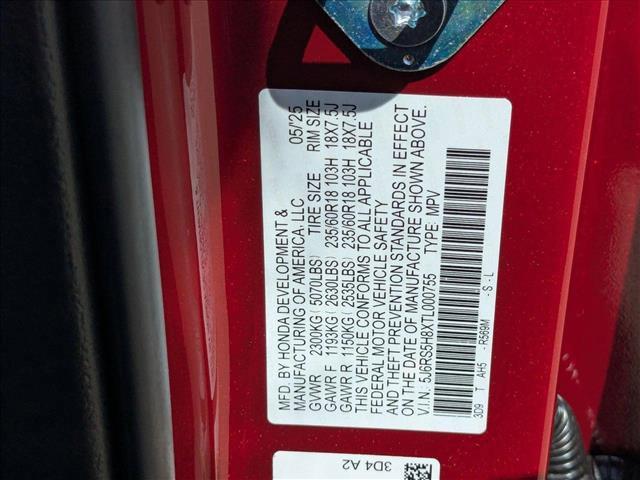 MFD. BY HONDA DEVELOPMENT &
MANUFACTURING OF AMERICA, LLC 05/'25
GVWR 2300KG ( 5070LBS) TIRE SIZE RIM SIZE
GAWR F 1193KG ( 2630LBS) 235/60R18 103H 18X7.5J
GAWR R 1150KG ( 2535LBS) 235/60R18 103H 18X7.5J
THIS VEHICLE CONFORMS TO ALL APPLICABLE
FEDERAL MOTOR VEHICLE SAFETY
AND THEFT PREVENTION STANDARDS IN EFFECT
ON THE DATE OF MANUFACTURE SHOWN ABOVE.
V.I.N.: 5J6RS5H8XTL000755 TYPE: MPV
3D9 T AH5 - R569M - S - L
3D4 A2